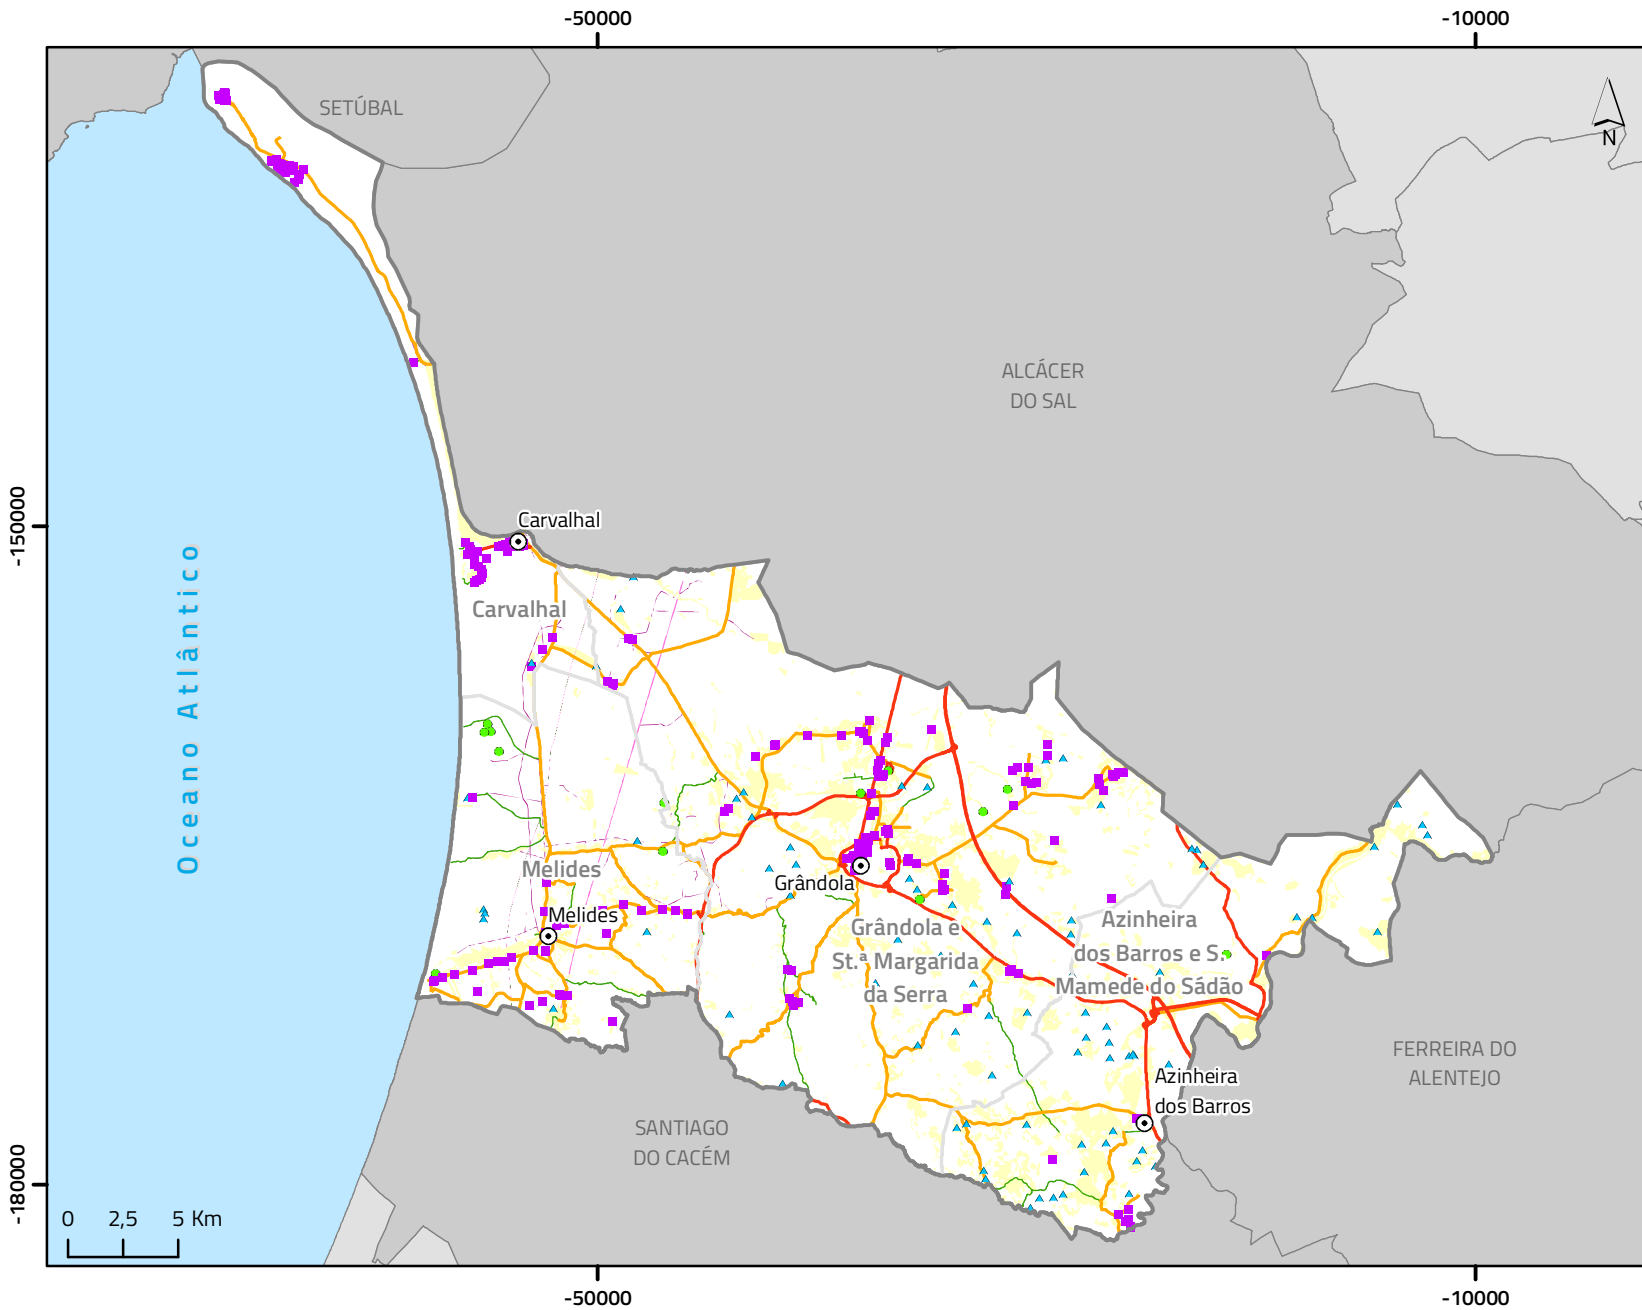 -50000
-10000
SETÚBAL
N
ALCÁCER
DO SAL
-150000
Carvalhal
Oceano Atlântico
Carvalhal
Melides
Grândola
Melides
Grândola e
St.ª Margarida
da Serra
Azinheira
dos Barros e S.
Mamede do Sádão
FERREIRA DO
ALENTEJO
Azinheira
dos Barros
SANTIAGO
DO CACÉM
-180000
0 2,5 5 Km
-50000
-10000